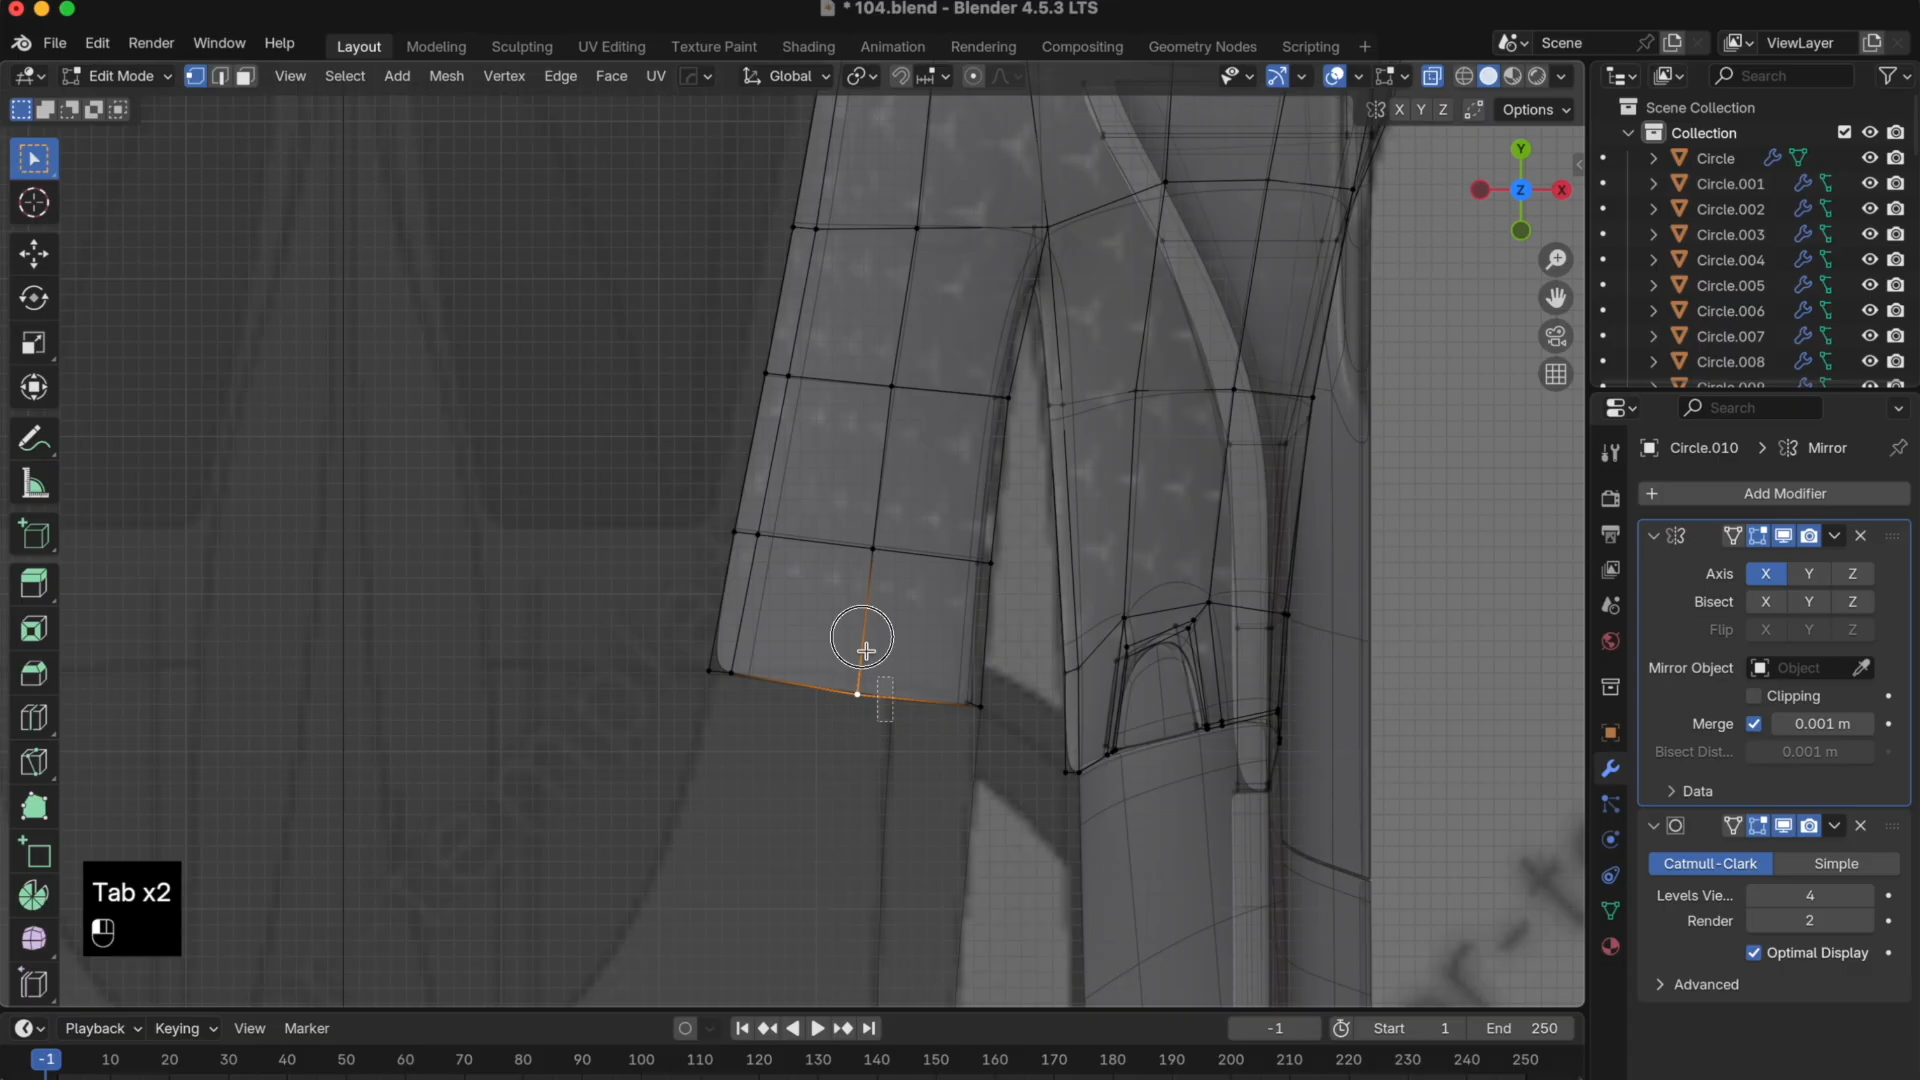 * 104.blend - Blender 4.5.3 LTS
File Edit Render Window Help Layout Modeling Sculpting UV Editing Texture Paint Shading Animation Rendering Compositing Geometry Nodes Scripting + Scene ViewLayer
Edit Mode View Select Add Mesh Vertex Edge Face UV Global Search
X Y Z Options
Scene Collection
Collection
Circle
Circle.001
Circle.002
Circle.003
Circle.004
Circle.005
Circle.006
Circle.007
Circle.008
Circle.009
Y
Z X
Search
Circle.010 > Mirror
+ Add Modifier
Axis X Y Z
Bisect X Y Z
Flip X Y Z
Mirror Object Object
Clipping
Merge 0.001 m
Bisect Dist... 0.001 m
Data
Catmull-Clark Simple
Levels Vie... 4
Render 2
Optimal Display
Advanced
Tab x2
Playback Keying View Marker -1 Start 1 End 250
-1 10 20 30 40 50 60 70 80 90 100 110 120 130 140 150 160 170 180 190 200 210 220 230 240 250